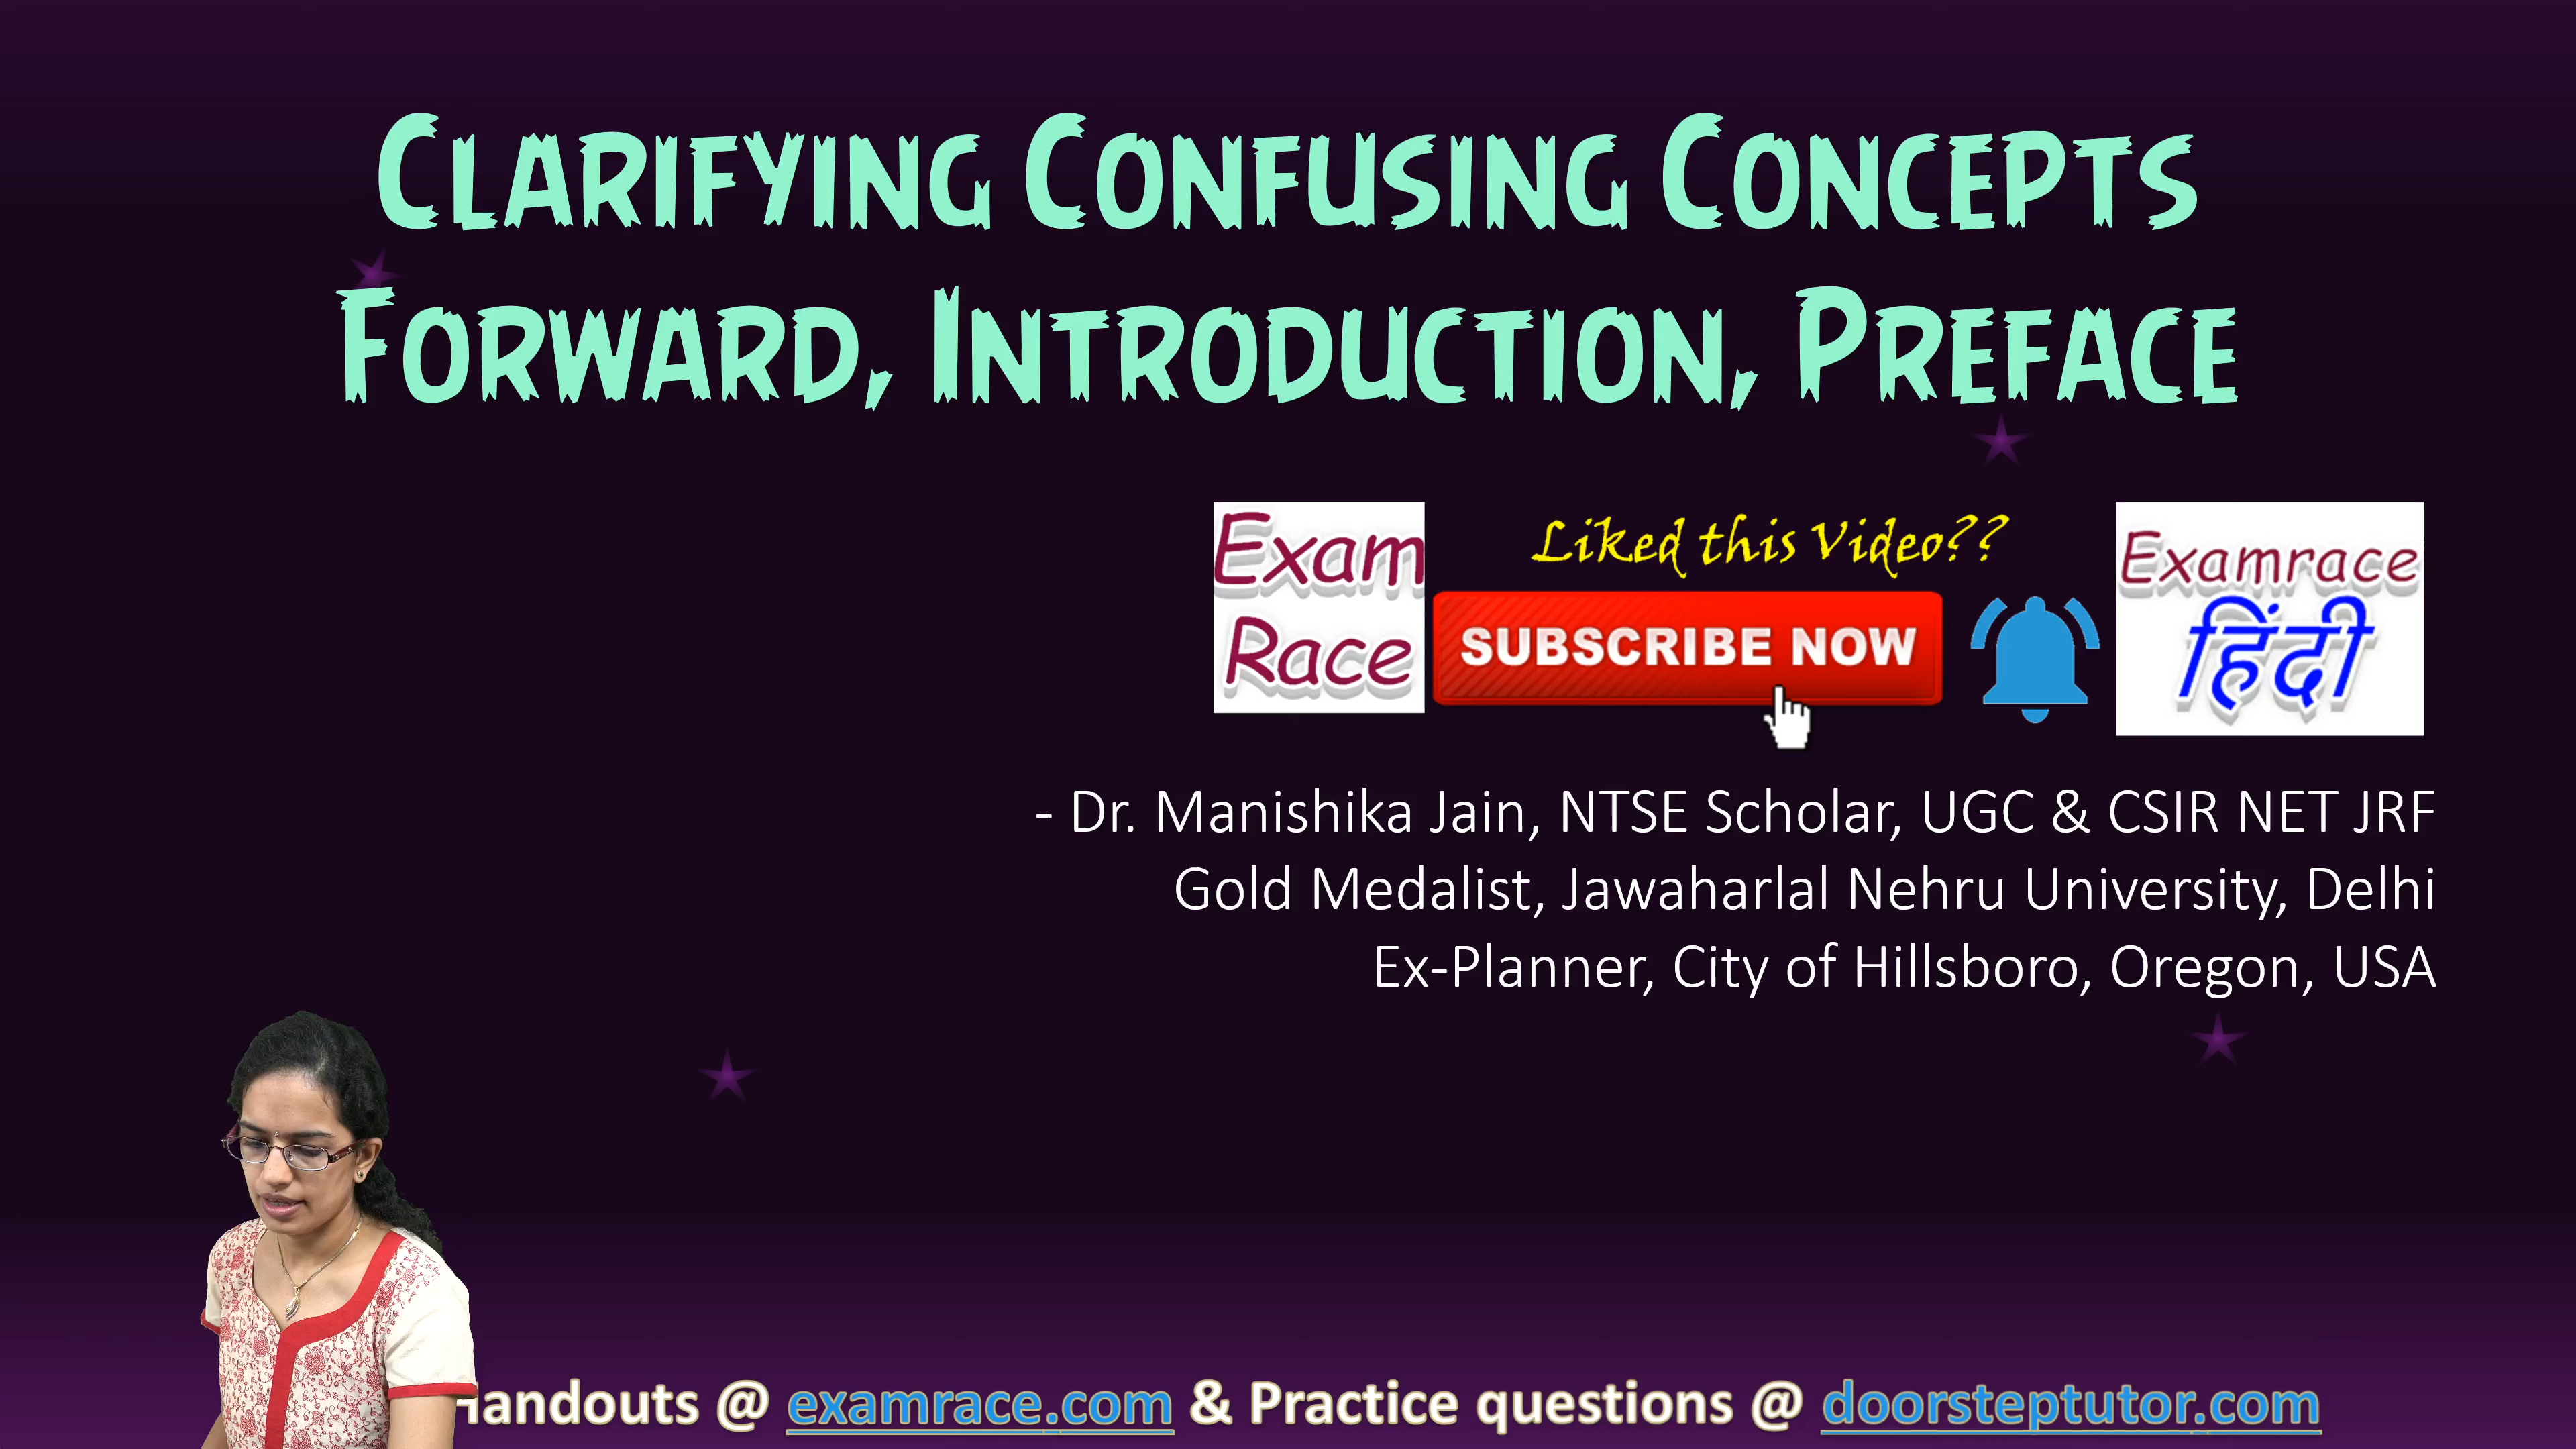 Clarifying Confusing Concepts
Forward, Introduction, Preface
Exam
Race
Liked this Video??
SUBSCRIBE NOW
Examrace
हिंदी
- Dr. Manishika Jain, NTSE Scholar, UGC & CSIR NET JRF
Gold Medalist, Jawaharlal Nehru University, Delhi
Ex-Planner, City of Hillsboro, Oregon, USA
Handouts @ examrace.com & Practice questions @ doorsteptutor.com